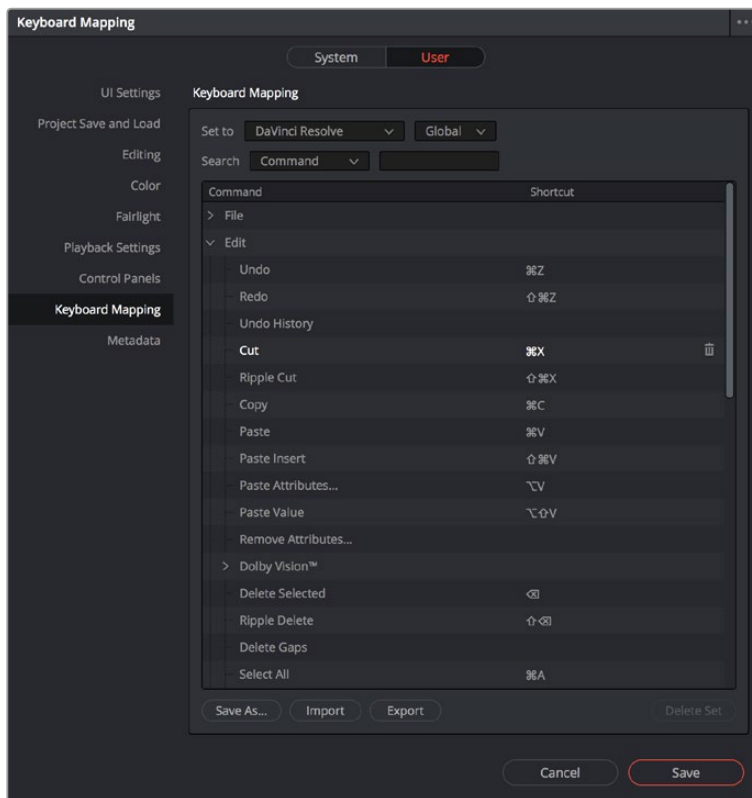 Keyboard Mapping
System User
UI Settings
Project Save and Load
Editing
Color
Fairlight
Playback Settings
Control Panels
Keyboard Mapping
Metadata
Keyboard Mapping
Set to DaVinci Resolve Global
Search Command
Command Shortcut
File
Edit
Undo ⌘Z
Redo ⇧⌘Z
Undo History
Cut ⌘X
Ripple Cut ⇧⌘X
Copy ⌘C
Paste ⌘V
Paste Insert ⇧⌘V
Paste Attributes... ⌥V
Paste Value ⌥⇧V
Remove Attributes...
Dolby Vision™
Delete Selected ⌫
Ripple Delete ⇧⌫
Delete Gaps
Select All ⌘A
Save As... Import Export Delete Set
Cancel Save